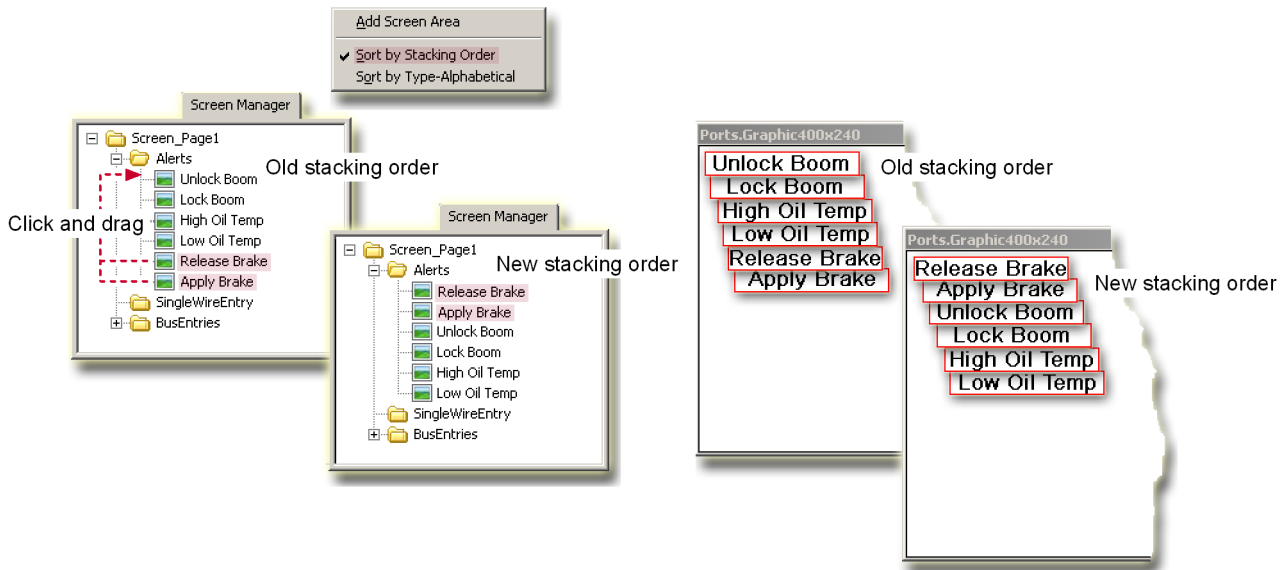 Add Screen Area
Sort by Stacking Order
Sort by Type-Alphabetical
Screen Manager
Screen_Page1
Alerts
Old stacking order
Unlock Boom
Lock Boom
Click and drag
High Oil Temp
Low Oil Temp
Release Brake
Apply Brake
SingleWireEntry
BusEntries
Screen Manager
Screen_Page1
New stacking order
Alerts
Release Brake
Apply Brake
Unlock Boom
Lock Boom
High Oil Temp
Low Oil Temp
SingleWireEntry
BusEntries
Ports.Graphic400x240
Unlock Boom
Old stacking order
Lock Boom
High Oil Temp
Low Oil Temp
Release Brake
Apply Brake
Ports.Graphic400x240
Release Brake
New stacking order
Apply Brake
Unlock Boom
Lock Boom
High Oil Temp
Low Oil Temp